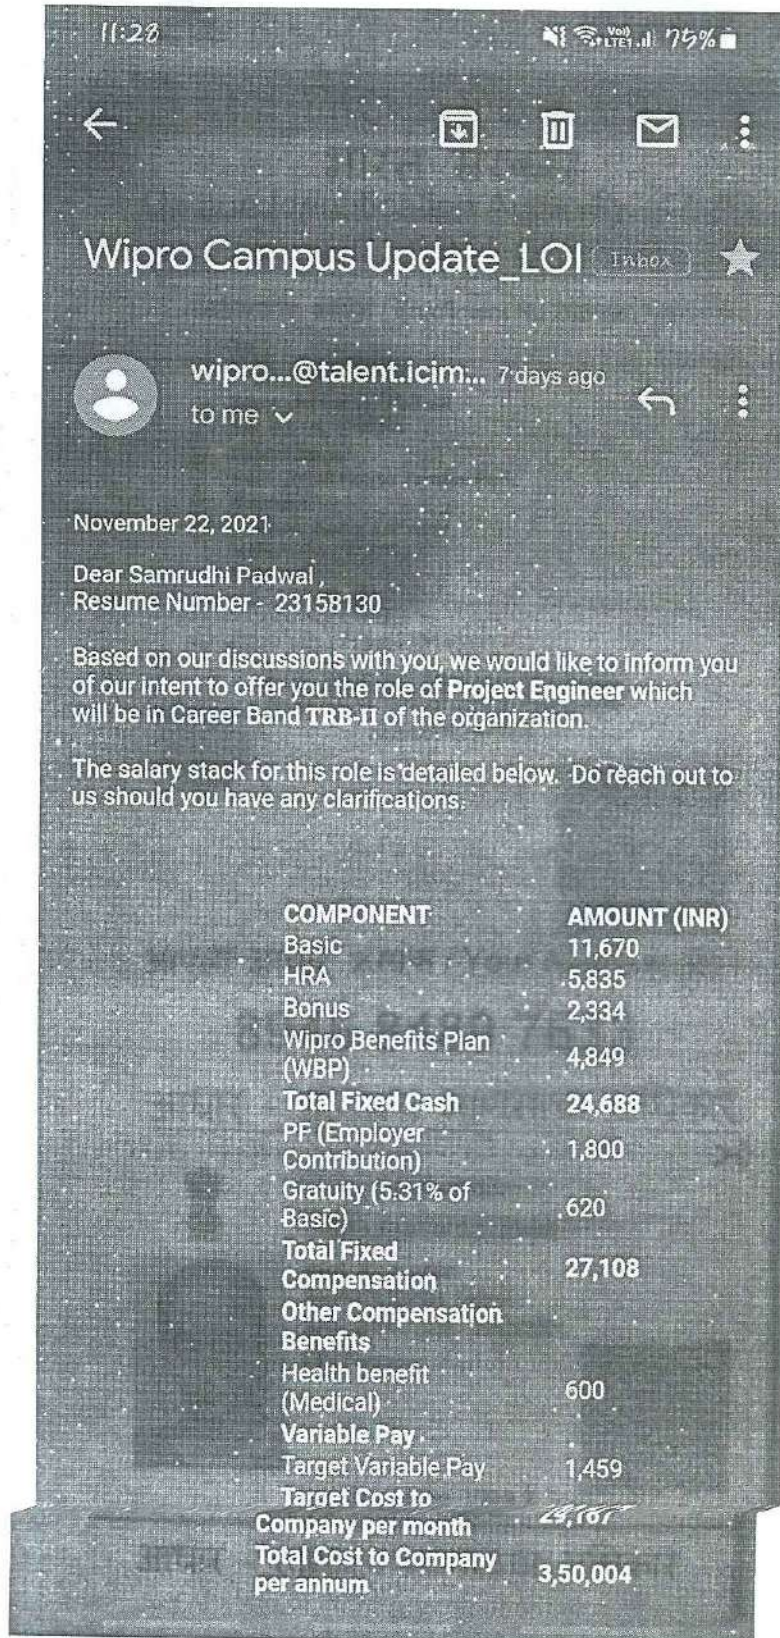 11:28 Vo)) LTE1 75%
Wipro Campus Update_LOI Inbox
wipro...@talent.icim:.. 7 days ago
to me
November 22, 2021
Dear Samrudhi Padwal ,
Resume Number - 23158130
Based on our discussions with you, we would like to inform you
of our intent to offer you the role of Project Engineer which
will be in Career Band TRB-II of the organization.
The salary stack for this role is detailed below. Do reach out to
us should you have any clarifications.
COMPONENT AMOUNT (INR)
Basic 11,670
HRA 5,835
Bonus 2,334
Wipro Benefits Plan
(WBP) 4,849
Total Fixed Cash 24,688
PF (Employer
Contribution) 1,800
Gratuity (5.31% of
Basic) 620
Total Fixed
Compensation 27,108
Other Compensation
Benefits
Health benefit
(Medical) 600
Variable Pay
Target Variable Pay 1,459
Target Cost to
Company per month 29,167
Total Cost to Company
per annum 3,50,004